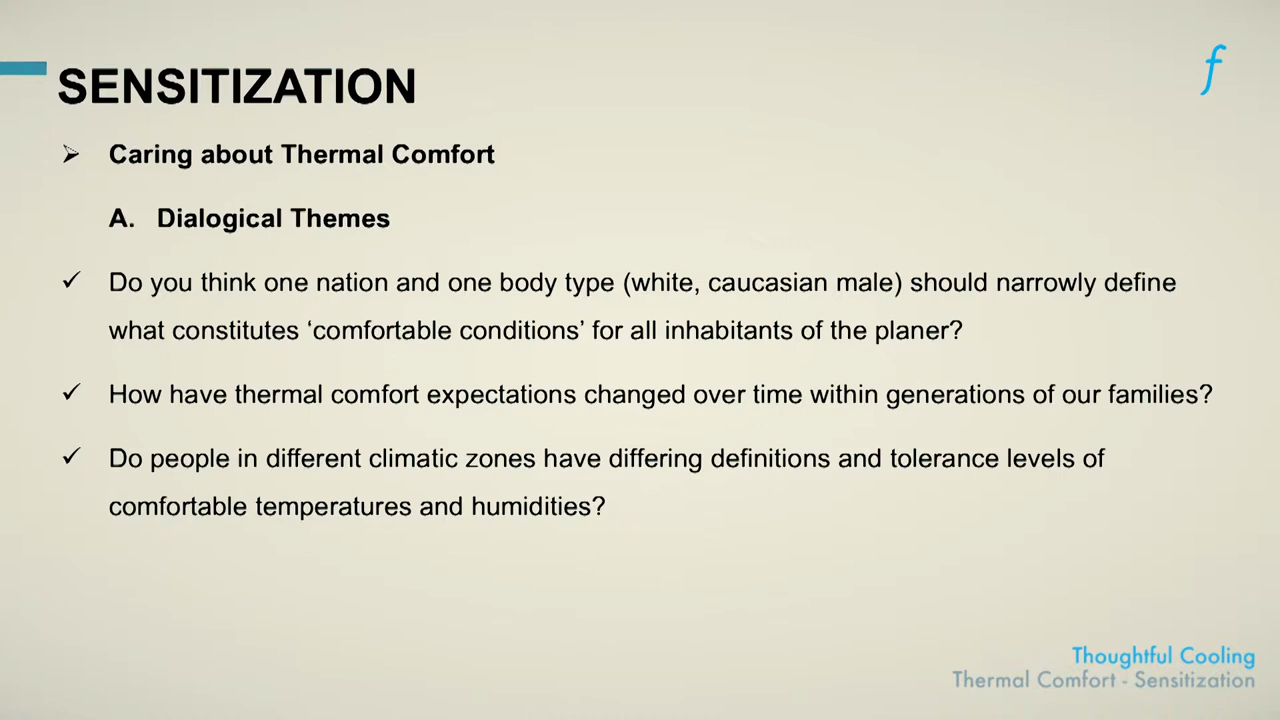 SENSITIZATION
f
➢ Caring about Thermal Comfort
A. Dialogical Themes
✓ Do you think one nation and one body type (white, caucasian male) should narrowly define
what constitutes ‘comfortable conditions’ for all inhabitants of the planer?
✓ How have thermal comfort expectations changed over time within generations of our families?
✓ Do people in different climatic zones have differing definitions and tolerance levels of
comfortable temperatures and humidities?
Thoughtful Cooling
Thermal Comfort - Sensitization